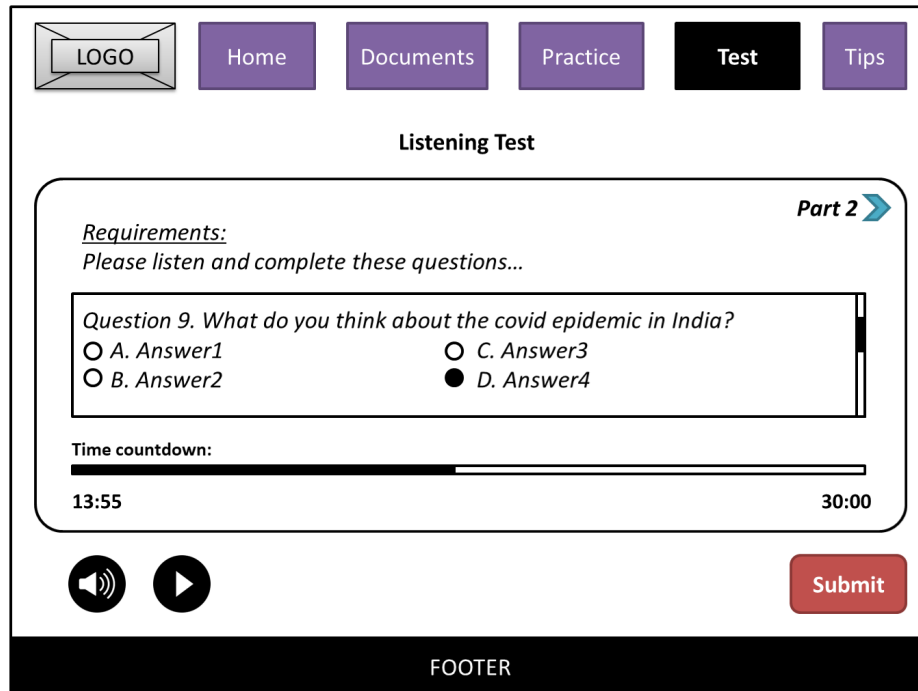 LOGO
Home
Documents
Practice
Test
Tips
Listening Test
Part 2
Requirements:
Please listen and complete these questions...
Question 9. What do you think about the covid epidemic in India?
A. Answer1
C. Answer3
B. Answer2
D. Answer4
Time countdown:
13:55
30:00
Submit
FOOTER